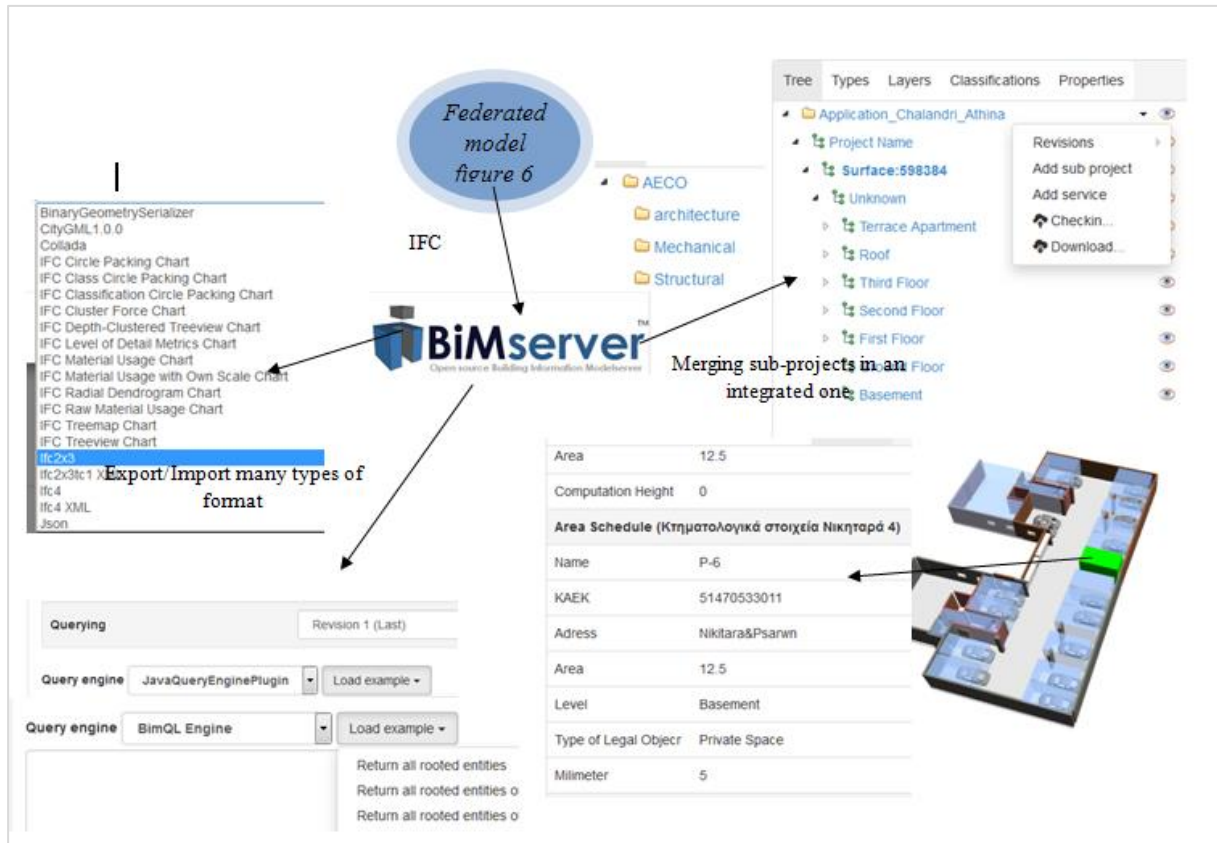 Federated
model
figure 6
IFC
BinaryGeometrySerializer
CityGML1.0.0
Collada
IFC Circle Packing Chart
IFC Class Circle Packing Chart
IFC Classification Circle Packing Chart
IFC Cluster Force Chart
IFC Depth-Clustered Treeview Chart
IFC Level of Detail Metrics Chart
IFC Material Usage Chart
IFC Material Usage with Own Scale Chart
IFC Radial Dendrogram Chart
IFC Raw Material Usage Chart
IFC Treemap Chart
IFC Treeview Chart
Ifc2x3
Ifc2x3tc1
Ifc4
Ifc4 XML
Json
Export/Import many types of
format
AECO
architecture
Mechanical
Structural
BiMserver™
Open source Building Information Modelserver
Tree Types Layers Classifications Properties
Application_Chalandri_Athina
Project Name
Surface:598384
Unknown
Terrace Apartment
Roof
Third Floor
Second Floor
First Floor
Floor
Basement
Revisions
Add sub project
Add service
Checkin...
Download...
Merging sub-projects in an
integrated one
Area 12.5
Computation Height 0
Area Schedule (Κτηματολογικά στοιχεία Νικηταρά 4)
Name P-6
KAEK 51470533011
Adress Nikitara&Psarwn
Area 12.5
Level Basement
Type of Legal Objecr Private Space
Milimeter 5
Querying Revision 1 (Last)
Query engine JavaQueryEnginePlugin Load example
Query engine BimQL Engine Load example
Return all rooted entities
Return all rooted entities o
Return all rooted entities o